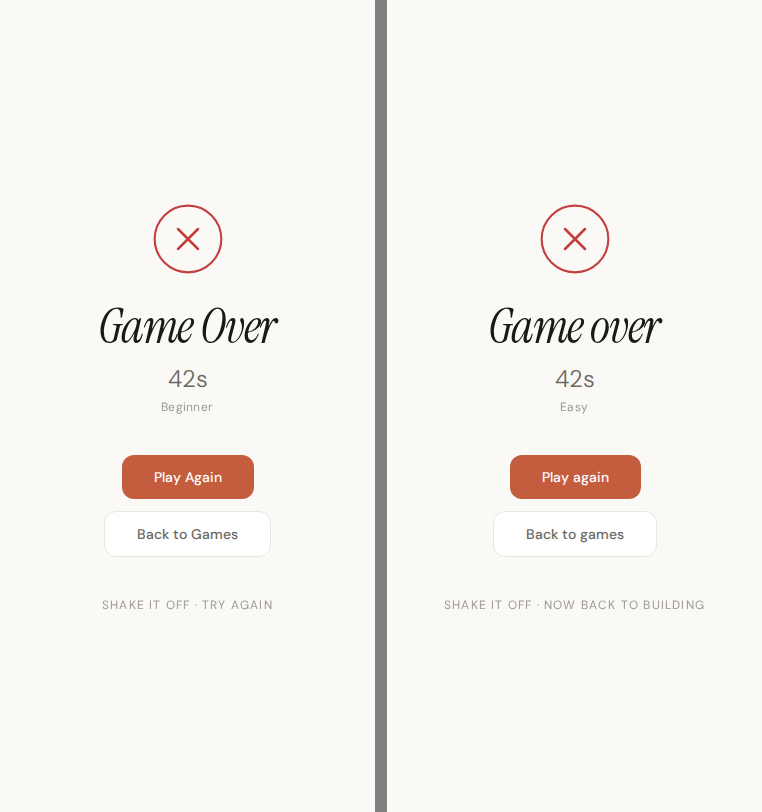 Game Over
42s
Beginner
Play Again
Back to Games
SHAKE IT OFF · TRY AGAIN
Game over
42s
Easy
Play again
Back to games
SHAKE IT OFF · NOW BACK TO BUILDING